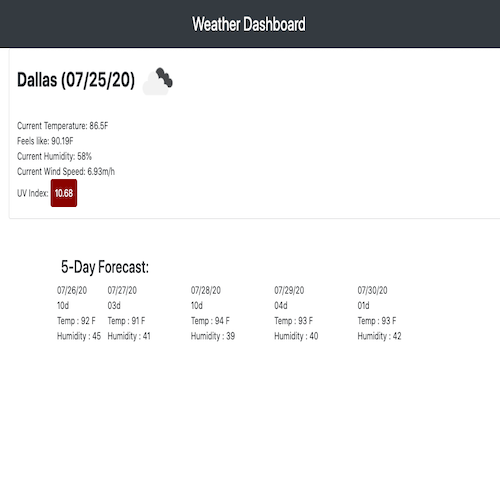 Weather Dashboard
Dallas (07/25/20)
Current Temperature: 86.5F
Feels like: 90.19F
Current Humidity: 58%
Current Wind Speed: 6.93m/h
UV Index: 10.68
5-Day Forecast:
07/26/20 07/27/20 07/28/20 07/29/20 07/30/20
10d 03d 10d 04d 01d
Temp : 92 F Temp : 91 F Temp : 94 F Temp : 93 F Temp : 93 F
Humidity : 45 Humidity : 41 Humidity : 39 Humidity : 40 Humidity : 42